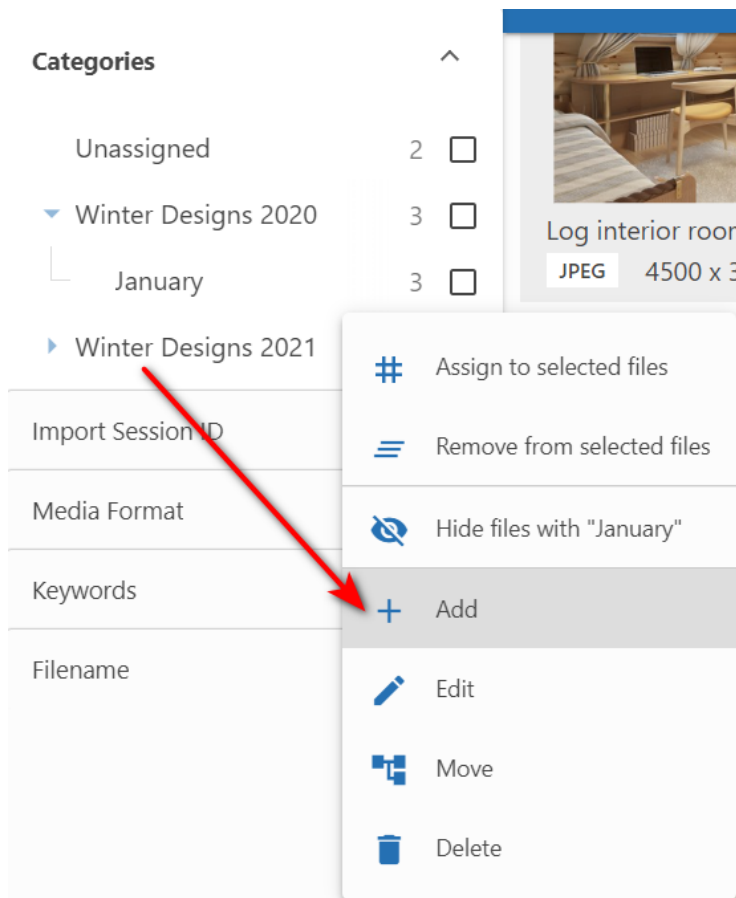 Categories
Unassigned 2
Winter Designs 2020 3
January 3
Winter Designs 2021
Import Session ID
Media Format
Keywords
Filename
Log interior
JPEG 4500 x
Assign to selected files
Remove from selected files
Hide files with "January"
Add
Edit
Move
Delete